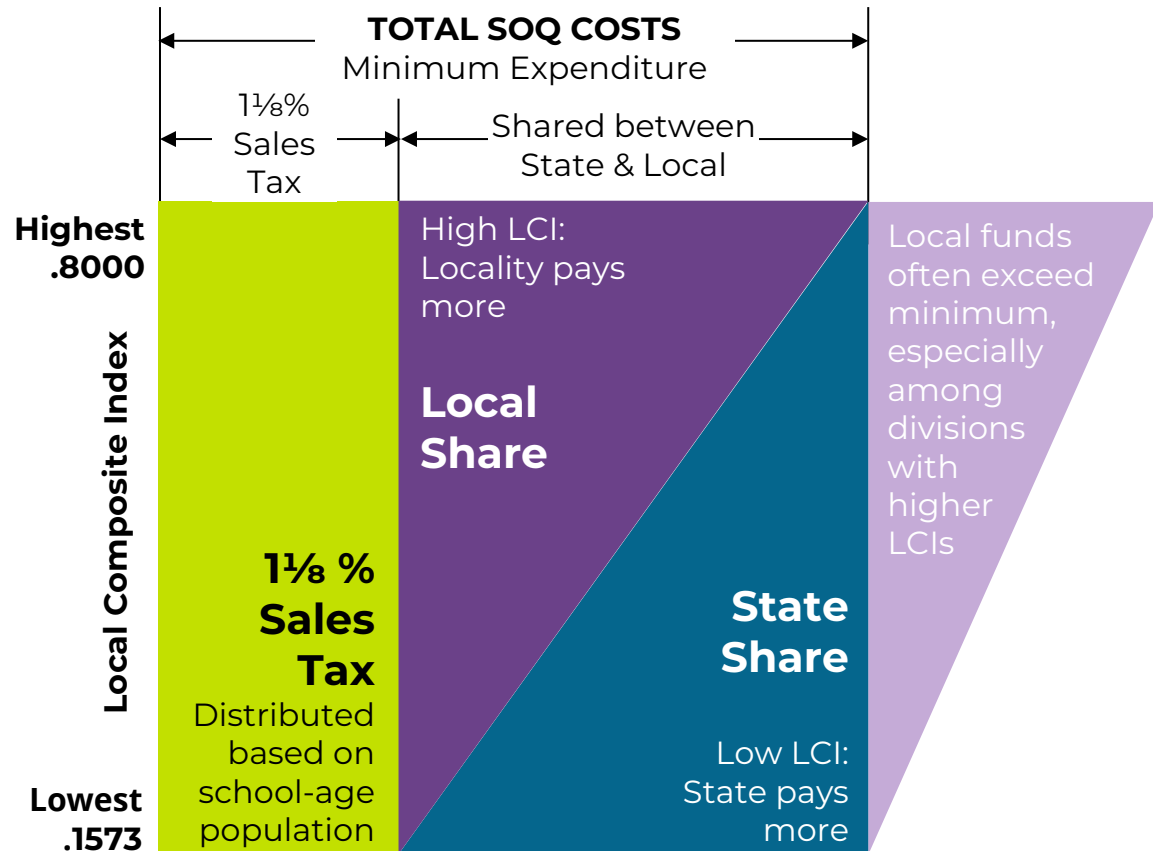 TOTAL SOQ COSTS
Minimum Expenditure
1⅛%
Sales
Tax
Shared between
State & Local
Highest
.8000
Local Composite Index
Lowest
.1573
1⅛ %
Sales
Tax
Distributed
based on
school-age
population
High LCI:
Locality pays
more
Local
Share
State
Share
Low LCI:
State pays
more
Local funds
often exceed
minimum,
especially
among
divisions
with
higher
LCIs